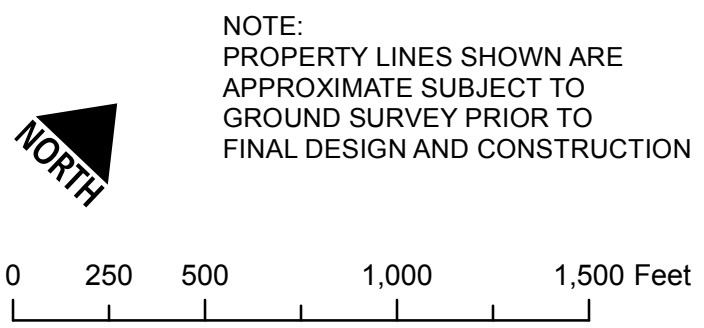 NOTE:
PROPERTY LINES SHOWN ARE
APPROXIMATE SUBJECT TO
GROUND SURVEY PRIOR TO
FINAL DESIGN AND CONSTRUCTION
NORTH
0 250 500 1,000 1,500 Feet